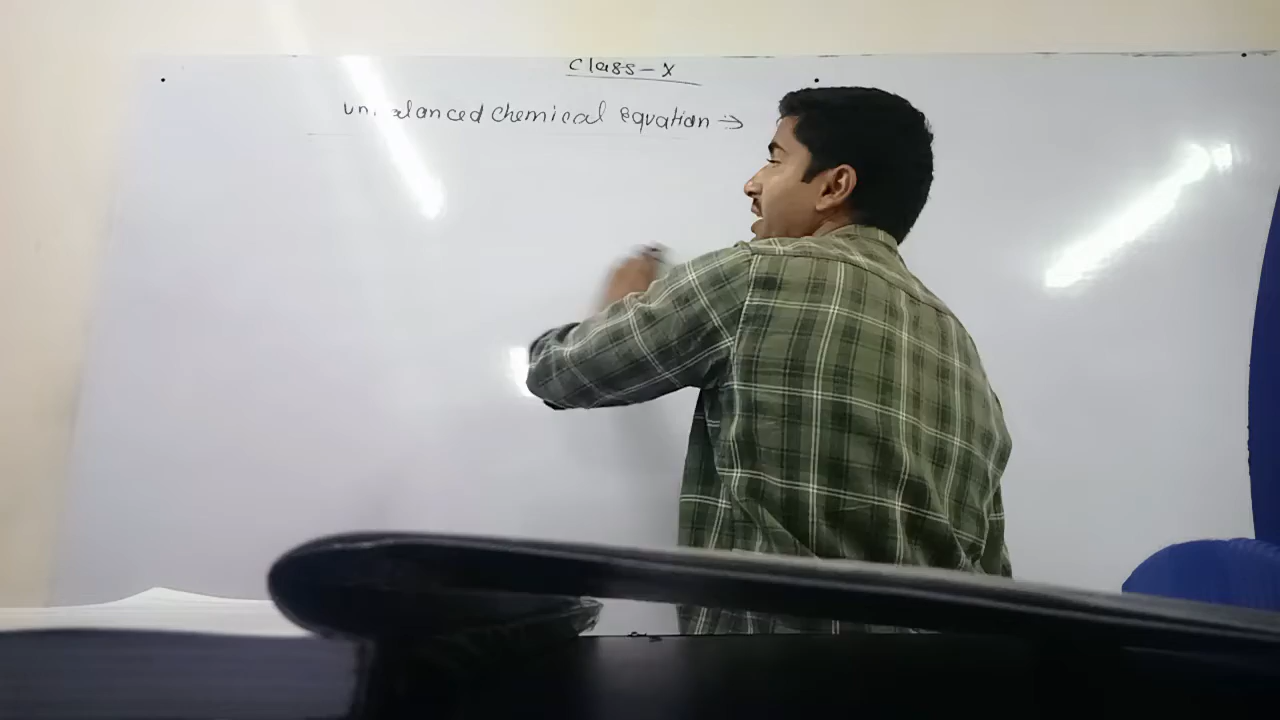 Class - X
chemical equation ⇒